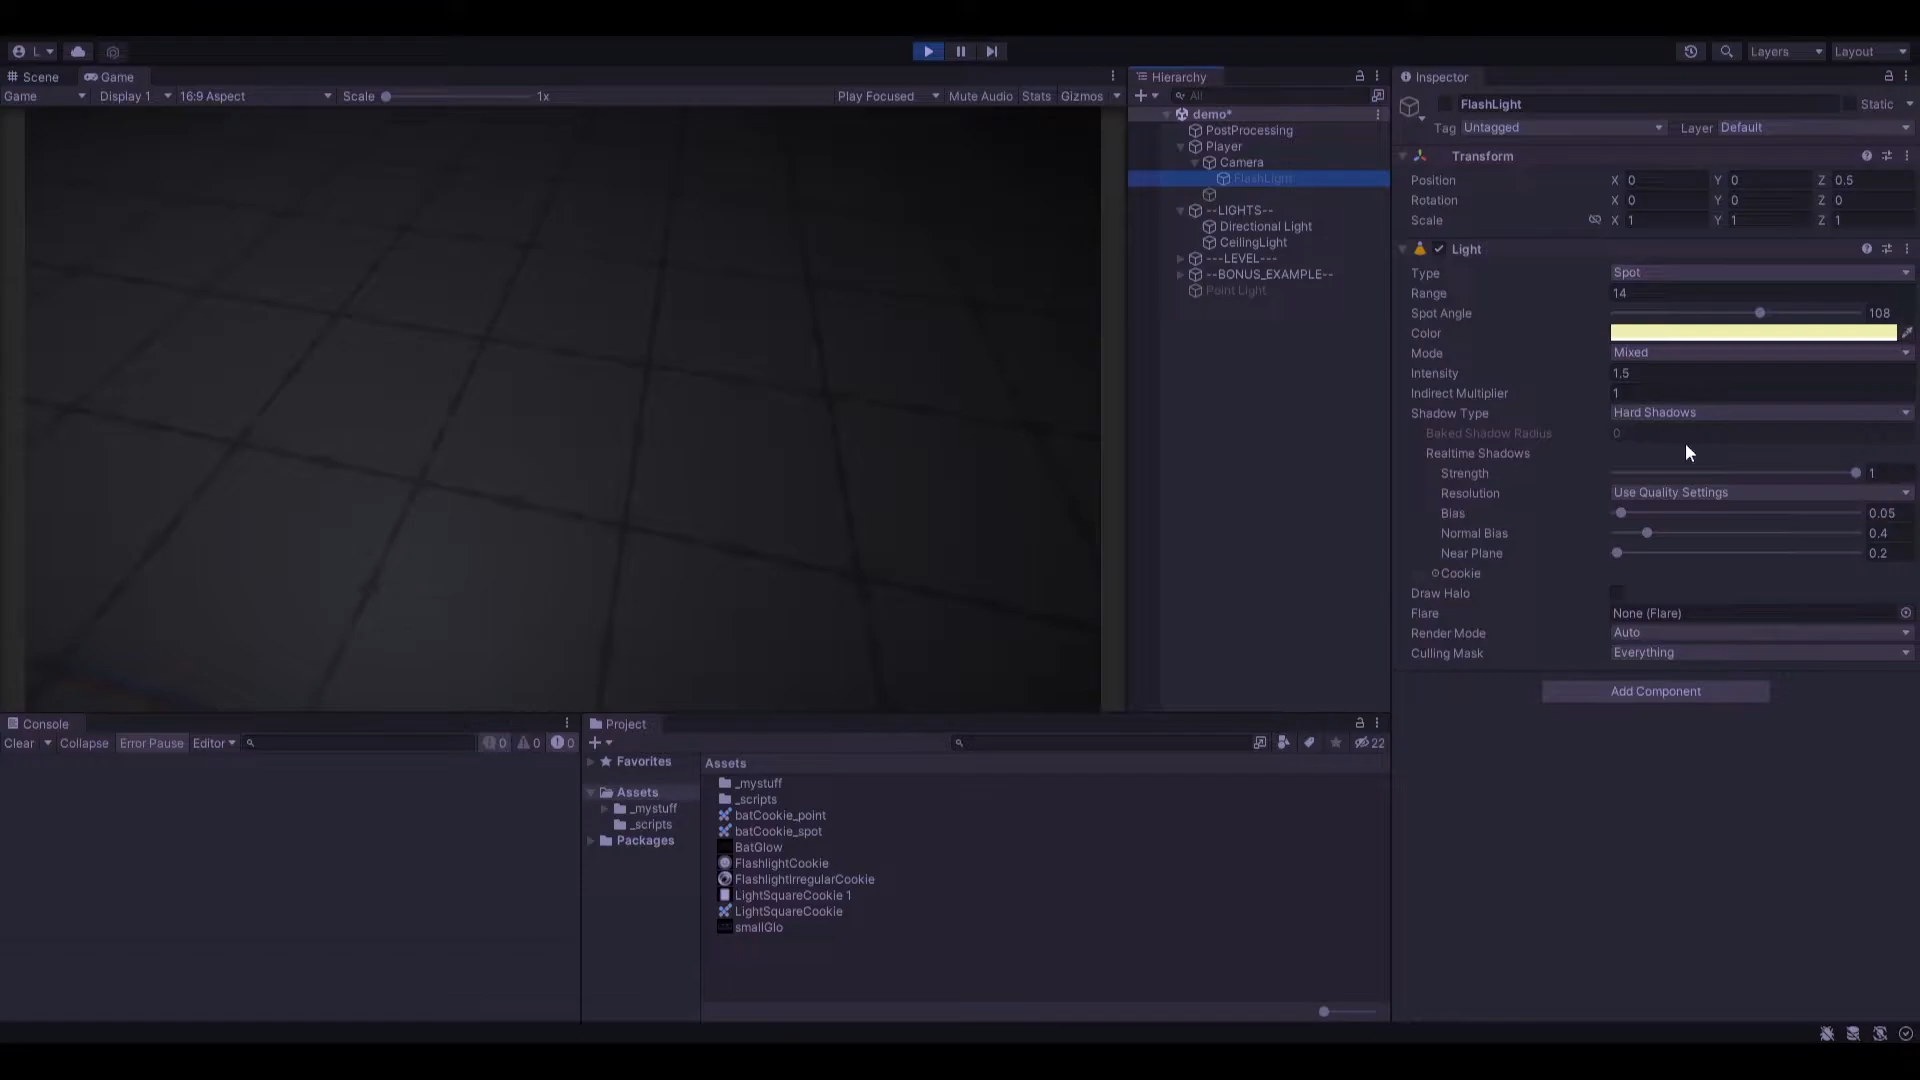 L
Layers
Layout
Scene
Game
Game
Display 1
16:9 Aspect
Scale
1x
Play Focused
Mute Audio
Stats
Gizmos
Hierarchy
All
demo*
PostProcessing
Player
Camera
FlashLight
--LIGHTS--
Directional Light
CeilingLight
---LEVEL---
--BONUS_EXAMPLE--
Point Light
Inspector
FlashLight
Static
Tag Untagged
Layer Default
Transform
Position X 0 Y 0 Z 0.5
Rotation X 0 Y 0 Z 0
Scale X 1 Y 1 Z 1
Light
Type Spot
Range 14
Spot Angle 108
Color
Mode Mixed
Intensity 1.5
Indirect Multiplier 1
Shadow Type Hard Shadows
Baked Shadow Radius 0
Realtime Shadows
Strength 1
Resolution Use Quality Settings
Bias 0.05
Normal Bias 0.4
Near Plane 0.2
Cookie
Draw Halo
Flare None (Flare)
Render Mode Auto
Culling Mask Everything
Add Component
Console
Clear
Collapse
Error Pause
Editor
0
0
0
Project
22
Favorites
Assets
_mystuff
_scripts
Packages
Assets
_mystuff
_scripts
batCookie_point
batCookie_spot
BatGlow
FlashlightCookie
FlashlightIrregularCookie
LightSquareCookie 1
LightSquareCookie
smallGlo